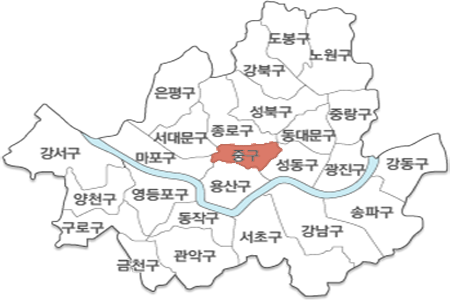 도봉구
노원구
강북구
은평구
성북구
중랑구
서대문구
종로구
동대문구
강서구
마포구
중구
성동구
광진구
강동구
양천구
영등포구
용산구
송파구
구로구
동작구
서초구
강남구
금천구
관악구